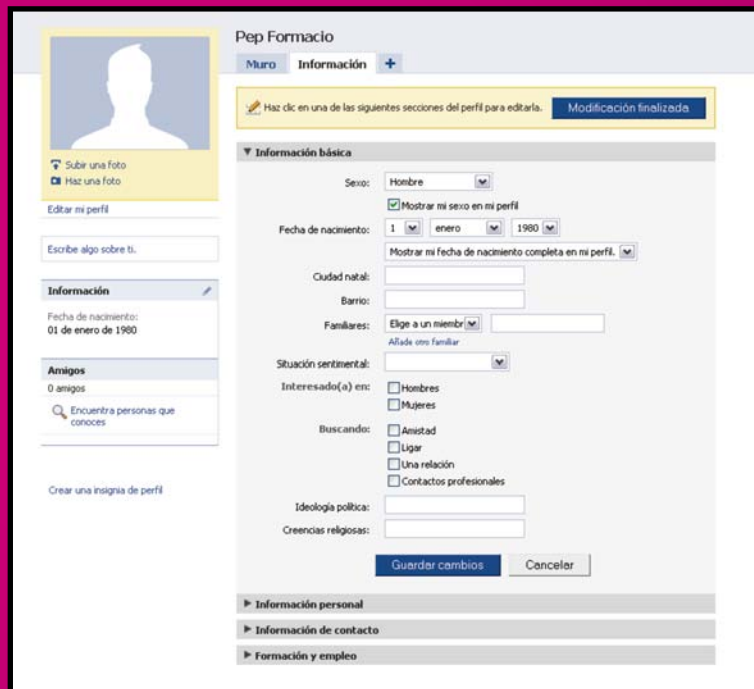 Pep Formacio
Muro Información +
Haz clic en una de las siguientes secciones del perfil para editarla. Modificación finalizada
Subir una foto
Haz una foto
Editar mi perfil
Escribe algo sobre ti.
Información
Fecha de nacimiento:
01 de enero de 1980
Amigos
0 amigos
Encuentra personas que
conoces
Crear una insignia de perfil
Información básica
Sexo: Hombre
Mostrar mi sexo en mi perfil
Fecha de nacimiento: 1 enero 1980
Mostrar mi fecha de nacimiento completa en mi perfil.
Ciudad natal:
Barrio:
Familiares: Elige a un miembr
Añade otro familiar
Situación sentimental:
Interesado(a) en: Hombres
Mujeres
Buscando: Amistad
Ligar
Una relación
Contactos profesionales
Ideología política:
Creencias religiosas:
Guardar cambios Cancelar
Información personal
Información de contacto
Formación y empleo